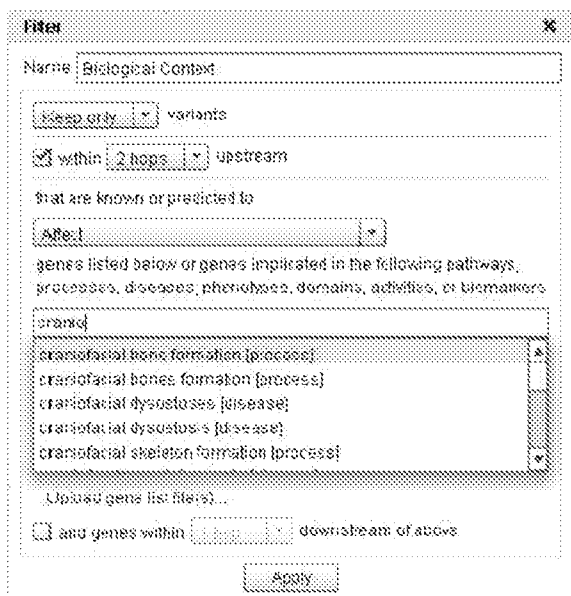 Filter
Name Biological Context
Keep only variants
within 2 hops upstream
that are known or predicted to
Affect
genes listed below or genes implicated in the following pathways,
processes, diseases, phenotypes, domains, activities, or biomarkers
cranio
craniofacial bone formation [process]
craniofacial bones formation [process]
craniofacial dysostoses [disease]
craniofacial dysostosis [disease]
craniofacial skeleton formation [process]
Upload gene list file(s)...
and genes within 1 hop downstream of above
Apply